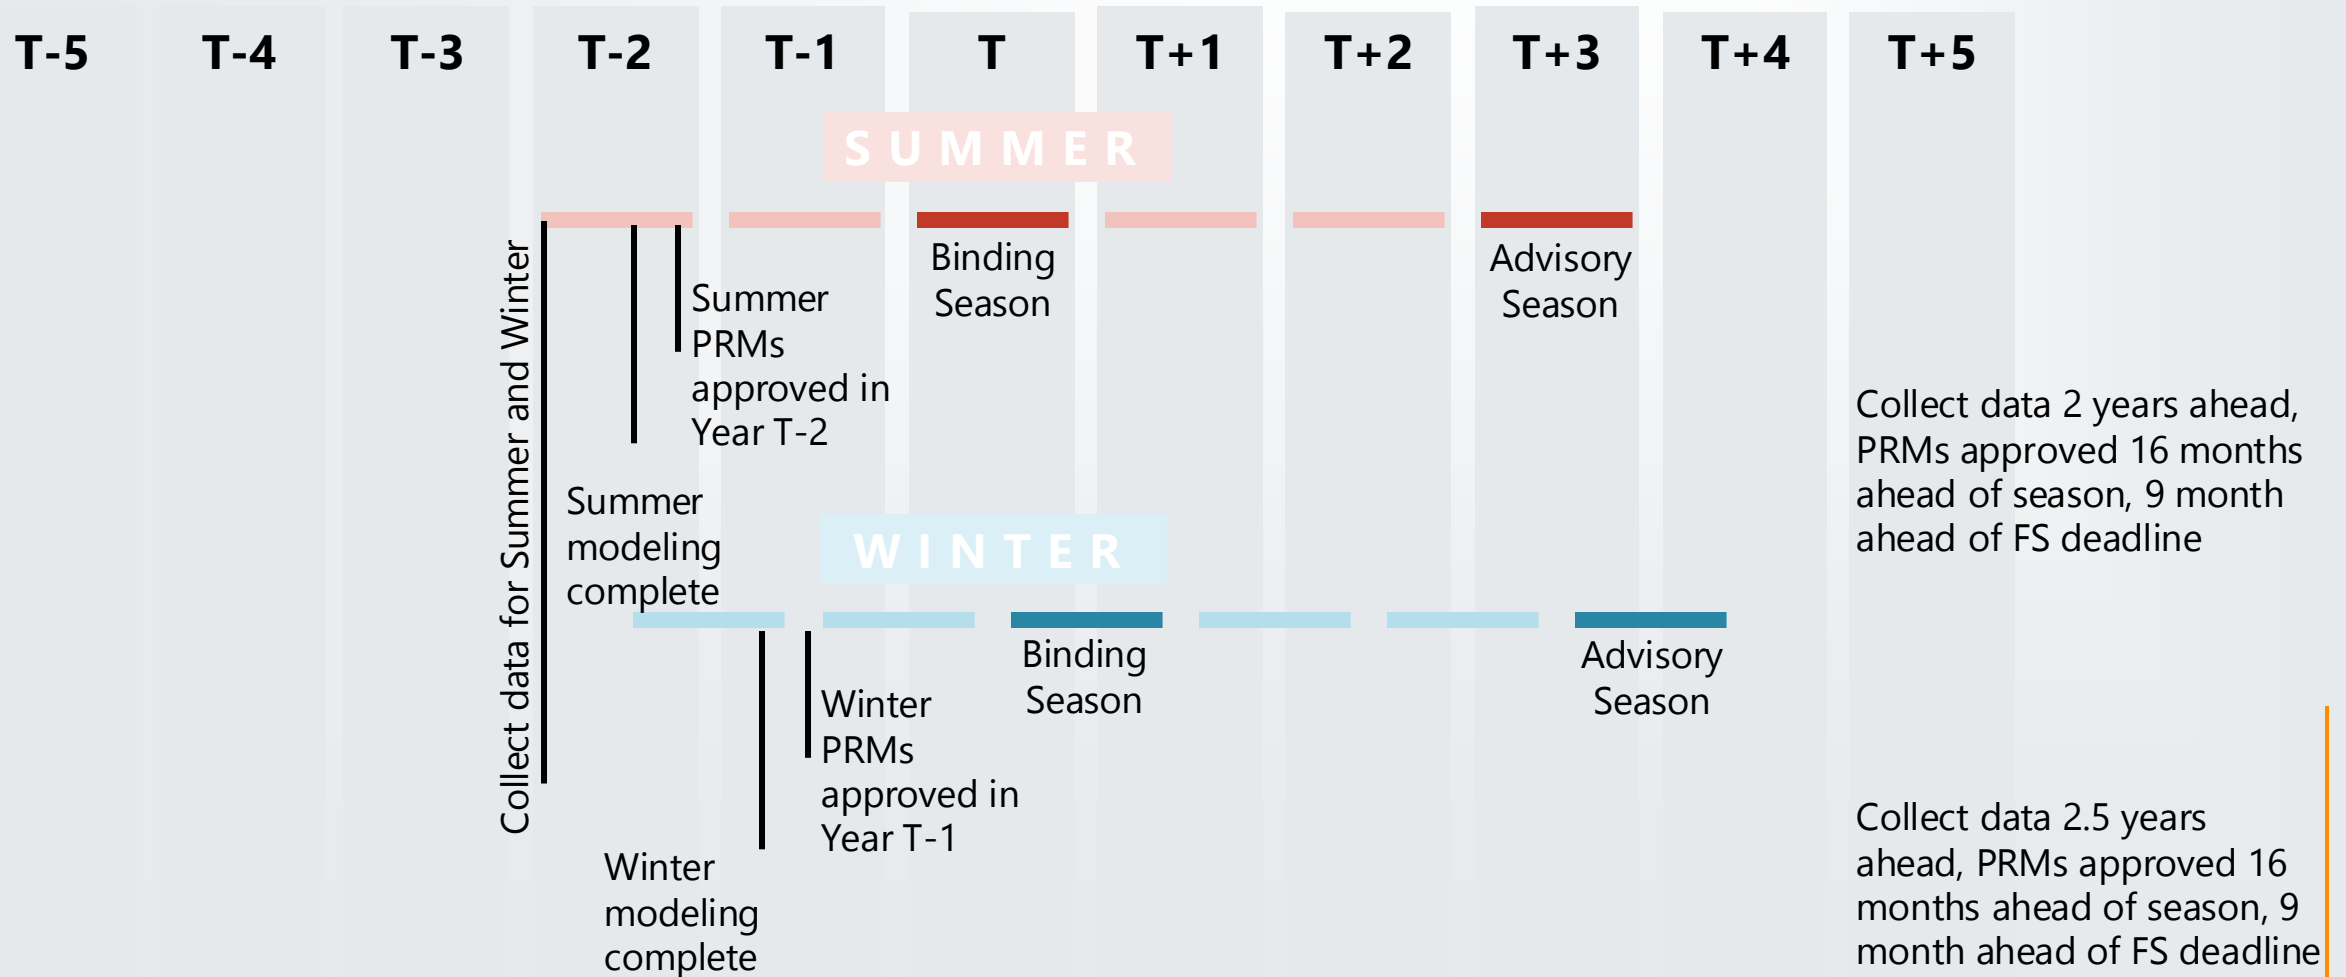 T-5 T-4 T-3 T-2 T-1 T T+1 T+2 T+3 T+4 T+5
SUMMER
Collect data for Summer and Winter
Binding
Season
Advisory
Season
Summer
PRMs
approved in
Year T-2
Summer
modeling
complete
Collect data 2 years ahead,
PRMs approved 16 months
ahead of season, 9 month
ahead of FS deadline
WINTER
Binding
Season
Advisory
Season
Winter
PRMs
approved in
Year T-1
Winter
modeling
complete
Collect data 2.5 years
ahead, PRMs approved 16
months ahead of season, 9
month ahead of FS deadline